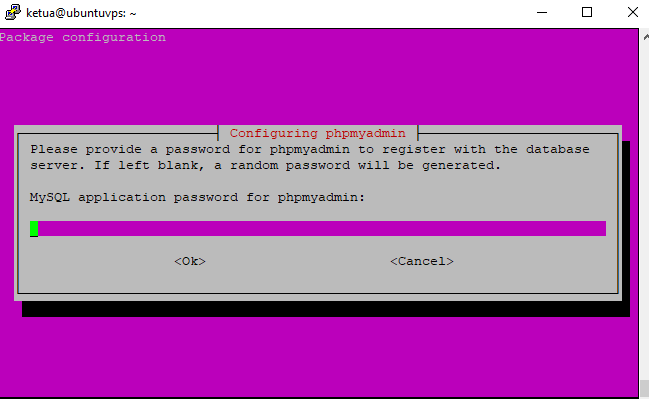 ketua@ubuntuvps: ~
Package configuration
Configuring phpmyadmin
Please provide a password for phpmyadmin to register with the database
server. If left blank, a random password will be generated.
MySQL application password for phpmyadmin:
<Ok> <Cancel>